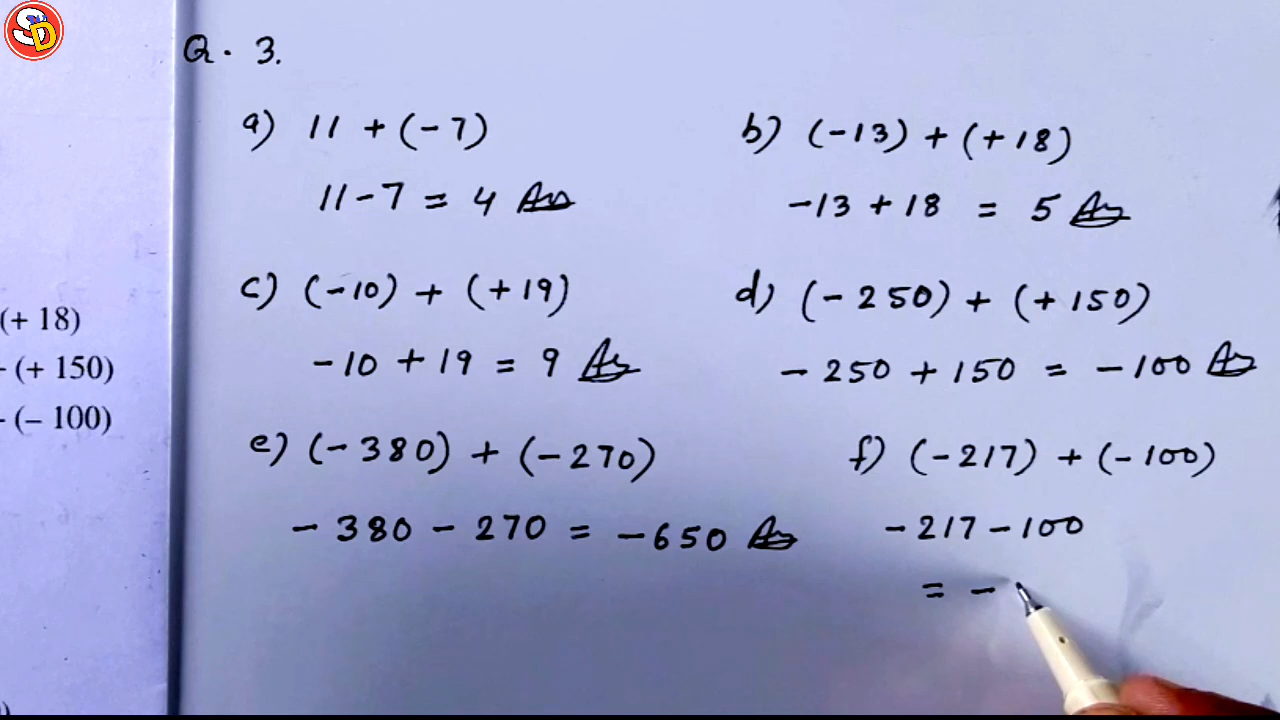 SD
Q. 3.
a) 11 + (-7)
11 - 7 = 4 Ans
b) (-13) + (+18)
-13 + 18 = 5 Ans
c) (-10) + (+19)
-10 + 19 = 9 Ans
d) (-250) + (+150)
-250 + 150 = -100 Ans
e) (-380) + (-270)
-380 - 270 = -650 Ans
f) (-217) + (-100)
-217 - 100
= -
(+ 18)
- (+ 150)
- (– 100)